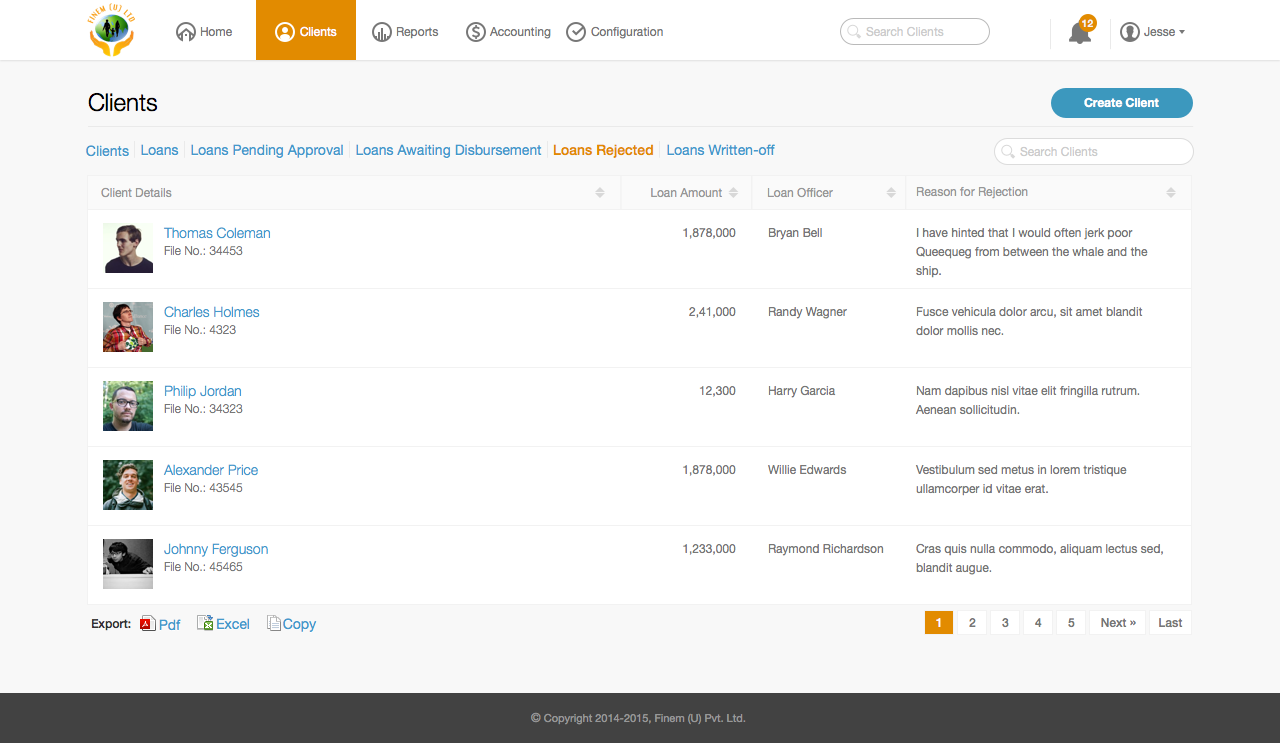 FINEM (U) LTD
Home
Clients
Reports
Accounting
Configuration
Search Clients
12
Jesse
Clients
Create Client
Clients
Loans
Loans Pending Approval
Loans Awaiting Disbursement
Loans Rejected
Loans Written-off
Search Clients
Client Details
Loan Amount
Loan Officer
Reason for Rejection
Thomas Coleman
File No.: 34453
1,878,000
Bryan Bell
I have hinted that I would often jerk poor
Queequeg from between the whale and the
ship.
Charles Holmes
File No.: 4323
2,41,000
Randy Wagner
Fusce vehicula dolor arcu, sit amet blandit
dolor mollis nec.
Philip Jordan
File No.: 34323
12,300
Harry Garcia
Nam dapibus nisl vitae elit fringilla rutrum.
Aenean sollicitudin.
Alexander Price
File No.: 43545
1,878,000
Willie Edwards
Vestibulum sed metus in lorem tristique
ullamcorper id vitae erat.
Johnny Ferguson
File No.: 45465
1,233,000
Raymond Richardson
Cras quis nulla commodo, aliquam lectus sed,
blandit augue.
Export:
Pdf
Excel
Copy
1
2
3
4
5
Next »
Last
© Copyright 2014-2015, Finem (U) Pvt. Ltd.